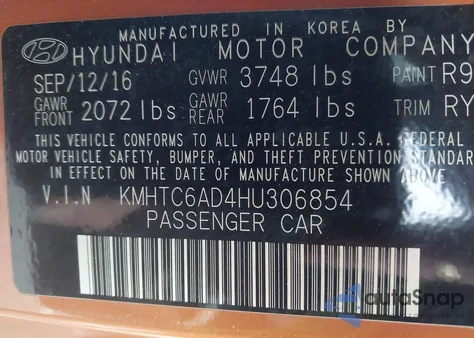 MANUFACTURED IN KOREA BY
HYUNDAI MOTOR COMPANY
SEP/12/16 GVWR 3748 lbs PAINT R9
GAWR FRONT 2072 lbs GAWR REAR 1764 lbs TRIM RY
THIS VEHICLE CONFORMS TO ALL APPLICABLE U.S.A. FEDERAL
MOTOR VEHICLE SAFETY, BUMPER, AND THEFT PREVENTION STANDAR
IN EFFECT ON THE DATE OF MANUFACTURE SHOWN ABOVE.
V.I.N KMHTC6AD4HU306854
PASSENGER CAR
autoSnap